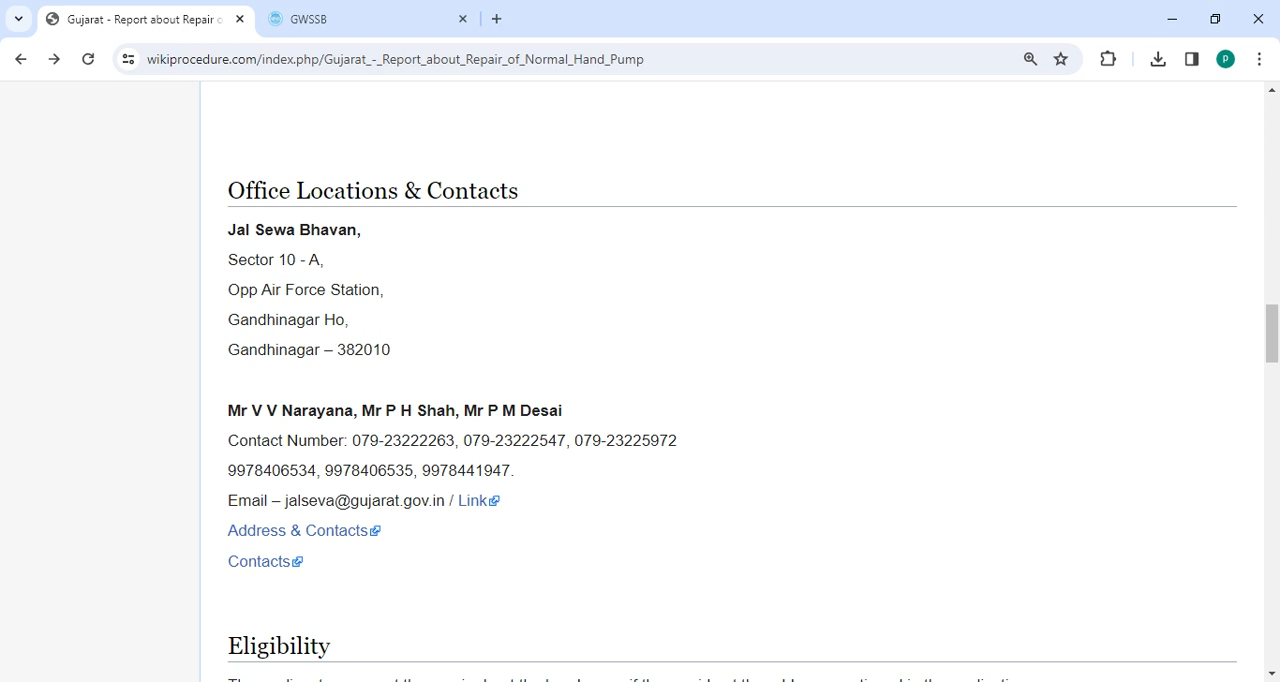 Gujarat - Report about Repair o
GWSSB
wikiprocedure.com/index.php/Gujarat_-_Report_about_Repair_of_Normal_Hand_Pump
P
Office Locations & Contacts
Jal Sewa Bhavan,
Sector 10 - A,
Opp Air Force Station,
Gandhinagar Ho,
Gandhinagar – 382010
Mr V V Narayana, Mr P H Shah, Mr P M Desai
Contact Number: 079-23222263, 079-23222547, 079-23225972
9978406534, 9978406535, 9978441947.
Email – jalseva@gujarat.gov.in / Link
Address & Contacts
Contacts
Eligibility